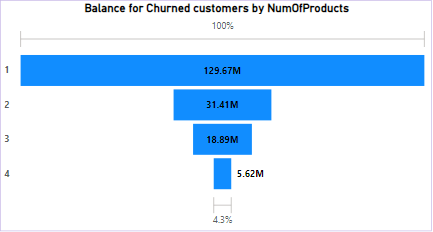 Balance for Churned customers by NumOfProducts
100%
1 129.67M
2 31.41M
3 18.89M
4 5.62M
4.3%